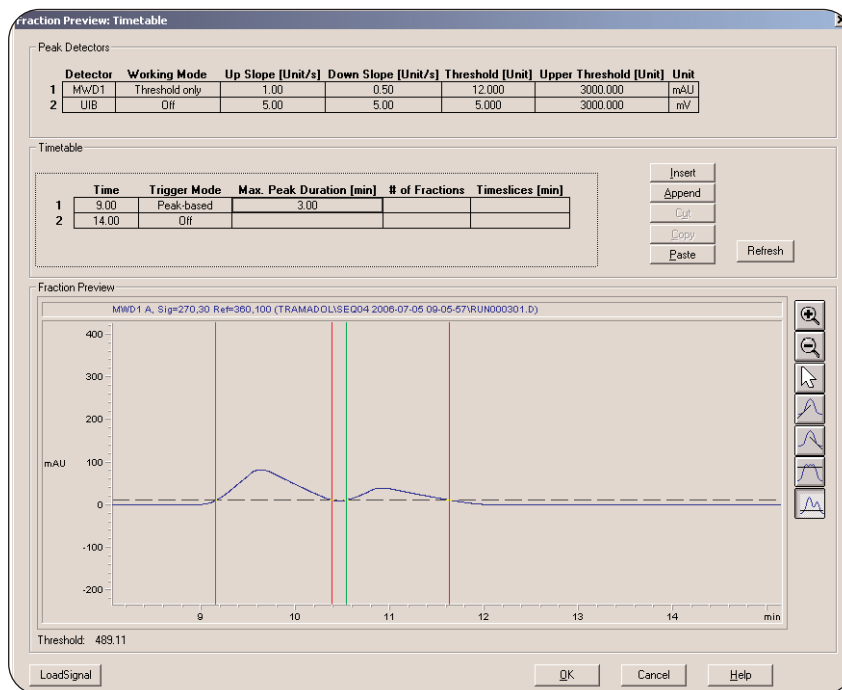 Fraction Preview: Timetable
Peak Detectors
Detector Working Mode Up Slope [Unit/s] Down Slope [Unit/s] Threshold [Unit] Upper Threshold [Unit] Unit
1 MWD1 Threshold only 1.00 0.50 12.000 3000.000 mAU
2 UIB Off 5.00 5.00 5.000 3000.000 mV
Timetable
Time Trigger Mode Max. Peak Duration [min] # of Fractions Timeslices [min]
1 9.00 Peak-based 3.00
2 14.00 Off
Insert
Append
Cut
Copy
Paste
Refresh
Fraction Preview
MWD1 A, Sig=270,30 Ref=360,100 (TRAMADOL\SEQ04 2006-07-05 09-05-57\RUN000301.D)
400
300
200
mAU
100
0
-100
-200
9 10 11 12 13 14 min
Threshold: 489.11
LoadSignal OK Cancel Help